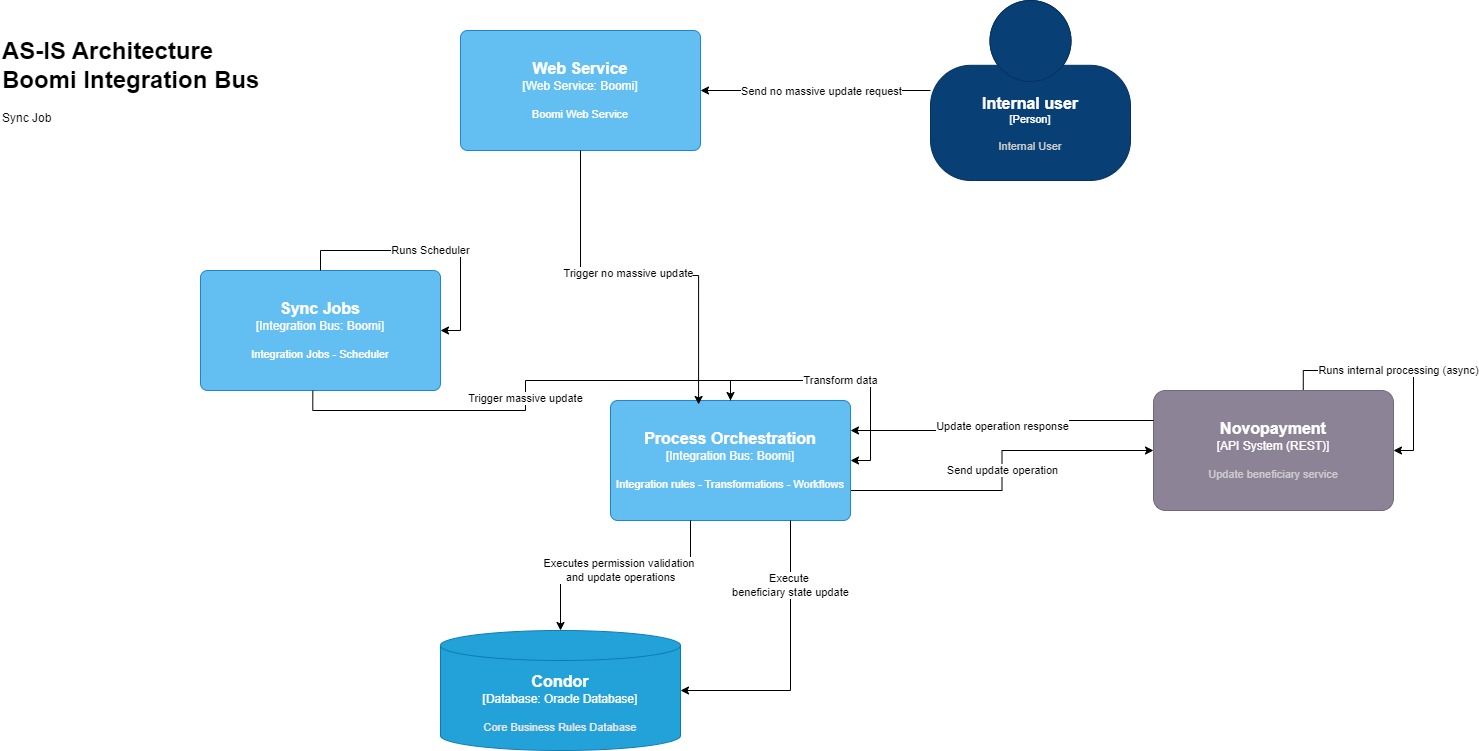 AS-IS Architecture
Boomi Integration Bus
Sync Job
Web Service
[Web Service: Boomi]
Boomi Web Service
Send no massive update request
Internal user
[Person]
Internal User
Runs Scheduler
Trigger no massive update
Sync Jobs
[Integration Bus: Boomi]
Integration Jobs - Scheduler
Trigger massive update
Transform data
Runs internal processing (async)
Process Orchestration
[Integration Bus: Boomi]
Integration rules - Transformations - Workflows
Update operation response
Send update operation
Novopayment
[API System (REST)]
Update beneficiary service
Executes permission validation
and update operations
Execute
beneficiary state update
Condor
[Database: Oracle Database]
Core Business Rules Database